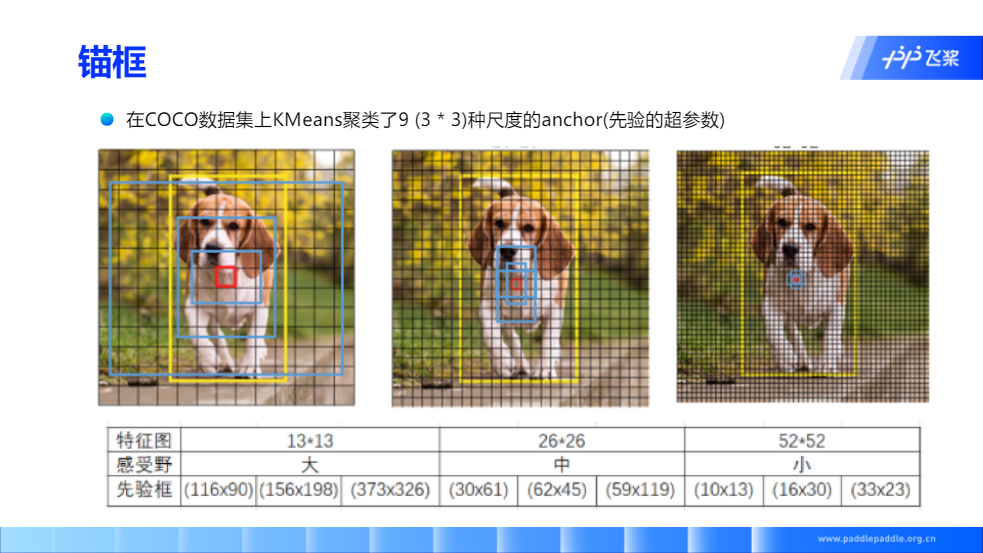 锚框
飞桨
在COCO数据集上KMeans聚类了9 (3 * 3)种尺度的anchor(先验的超参数)
特征图 13*13 26*26 52*52
感受野 大 中 小
先验框 (116x90) (156x198) (373x326) (30x61) (62x45) (59x119) (10x13) (16x30) (33x23)
www.paddlepaddle.org.cn